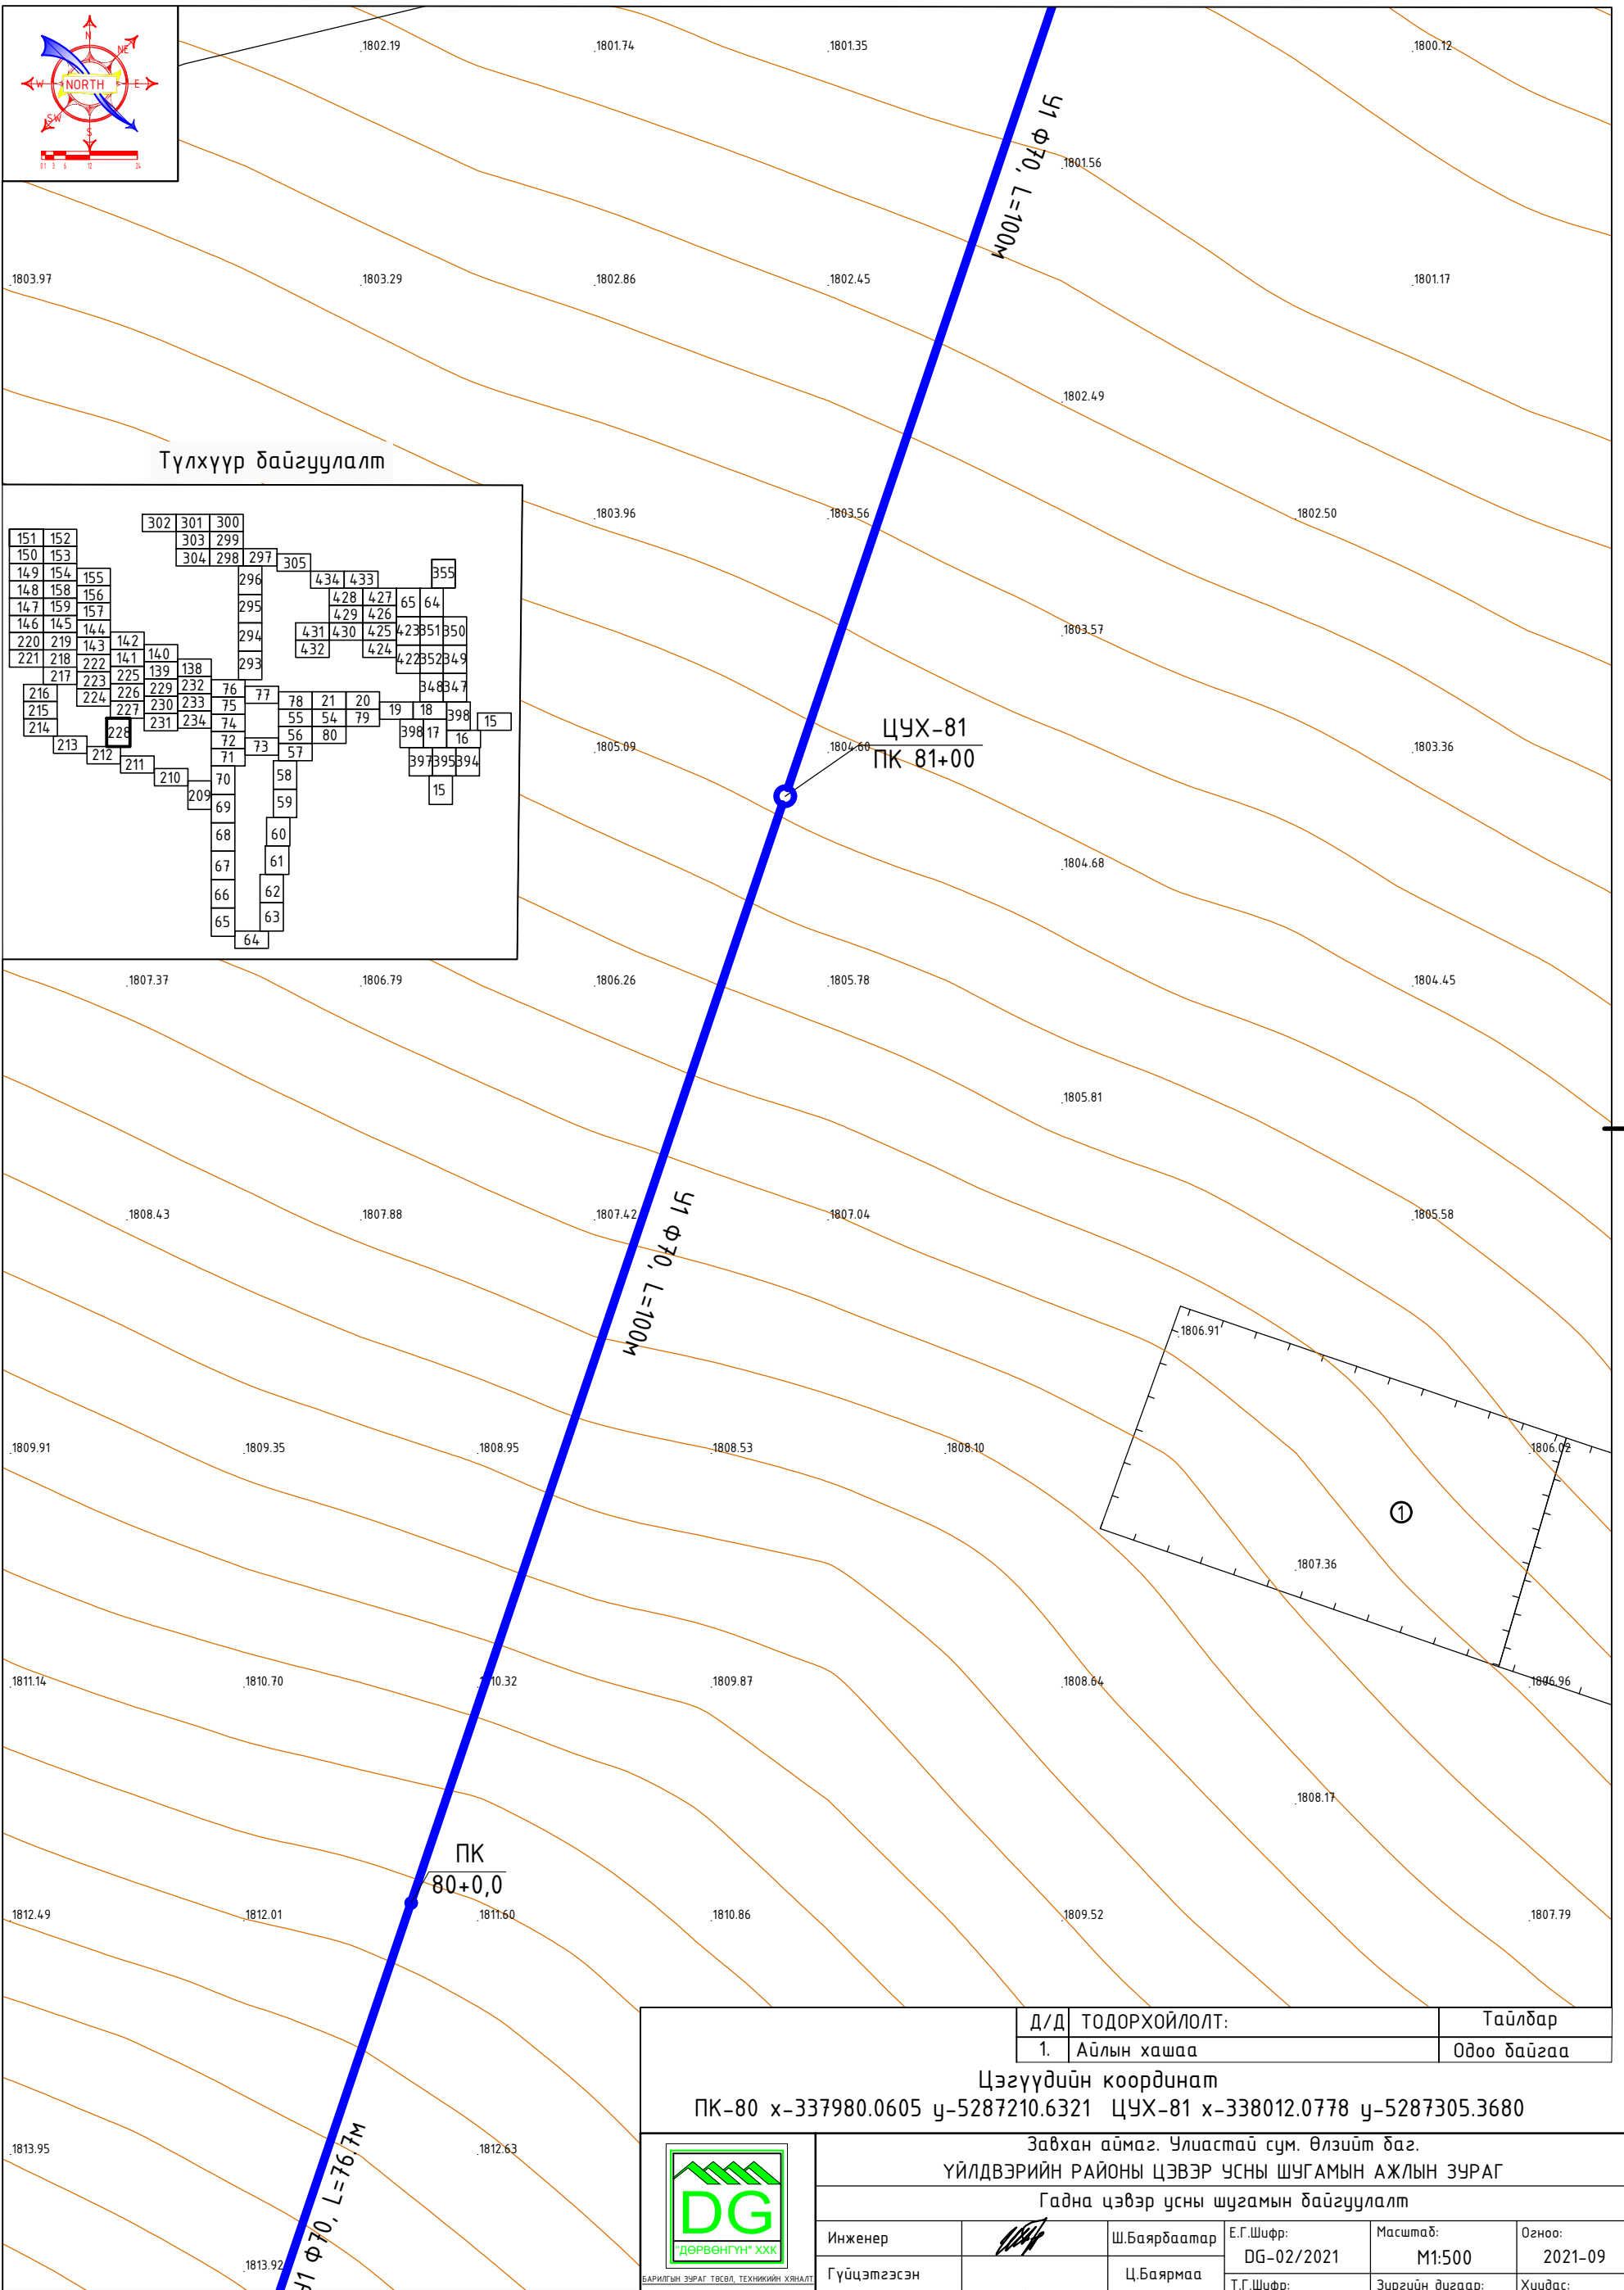 N
NE
W
NORTH
E
SW
S
1802.19
1801.74
1801.35
1800.12
У1 Ф70, L=100м
1801.56
1803.97
1803.29
1802.86
1802.45
1801.17
1802.49
Түлхүүр байгуулалт
302 301 300
303 299
304 298 297 305
151 152
150 153
149 154 155
148 158 156
147 159 157
146 145 144
220 219 143 142
221 218 222 141 140
217 223 225 139 138
216 224 226 229 232 76 77
215 227 230 233 75
214 228 231 234 74
213 212 72 73
211 71
210 70
209 69
68
67
66
65
64
296
295
294
293
434 433 355
428 427 65 64
429 426
431 430 425 423 351 350
432 424 422 352 349
348 347
78 21 20 19 18 398 15
55 54 79 398 17 16
56 80
57 397 395 394
58 15
59
60
61
62
63
1803.96
1803.56
1802.50
1803.57
ЦУХ-81
ПК 81+00
1805.09
1804.60
1803.36
1804.68
1807.37
1806.79
1806.26
1805.78
1804.45
1805.81
1808.43
1807.88
1807.42
1807.04
1805.58
У1 Ф70, L=100м
1806.91
1809.91
1809.35
1808.95
1808.53
1808.10
1806.02
1
1807.36
1811.14
1810.70
10.32
1809.87
1808.64
1806.96
1808.17
ПК
80+0,0
1812.49
1812.01
1811.60
1810.86
1809.52
1807.79
Д/Д ТОДОРХОЙЛОЛТ: Тайлбар
1. Айлын хашаа Одоо байгаа
Цэгүүдийн координат
ПК-80 x-337980.0605 y-5287210.6321 ЦУХ-81 x-338012.0778 y-5287305.3680
1813.95
1812.63
У1 Ф70, L=76.7м
1813.92
DG
"ДӨРВӨНГҮН" ХХК
БАРИЛГЫН ЗУРАГ ТӨСӨЛ, ТЕХНИКИЙН ХЯНАЛТ
Завхан аймаг. Улиастай сум. Өлзийт баг.
ҮЙЛДВЭРИЙН РАЙОНЫ ЦЭВЭР УСНЫ ШУГАМЫН АЖЛЫН ЗУРАГ
Гадна цэвэр усны шугамын байгуулалт
Инженер Ш.Баярбаатар Е.Г.Шифр: DG-02/2021 Масштаб: М1:500 Огноо: 2021-09
Гүйцэтгэсэн Ц.Баярмаа Т.Г.Шифр: Зургийн дугаар: Хуудас: